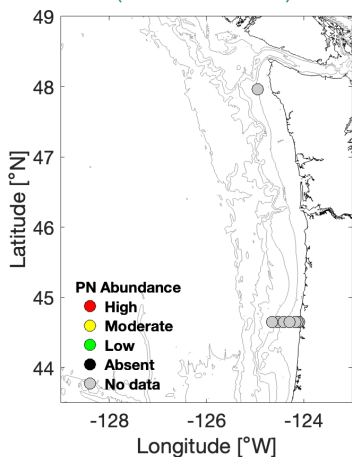 49
48
47
46
45
44
Latitude [°N]
PN Abundance
High
Moderate
Low
Absent
No data
-128
-126
-124
Longitude [°W]